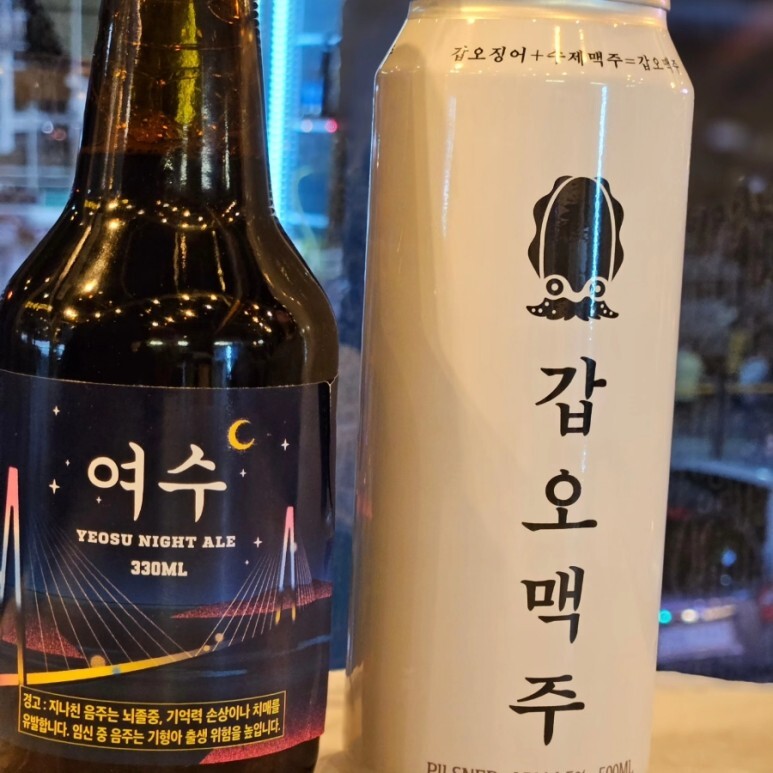 여수
YEOSU NIGHT ALE
330ML
경고 : 지나친 음주는 뇌졸중, 기억력 손상이나 치매를
유발합니다. 임신 중 음주는 기형아 출생 위험을 높입니다.
갑오징어+수제맥주=갑오맥주
갑
오
맥
주
PILSNER 500ML